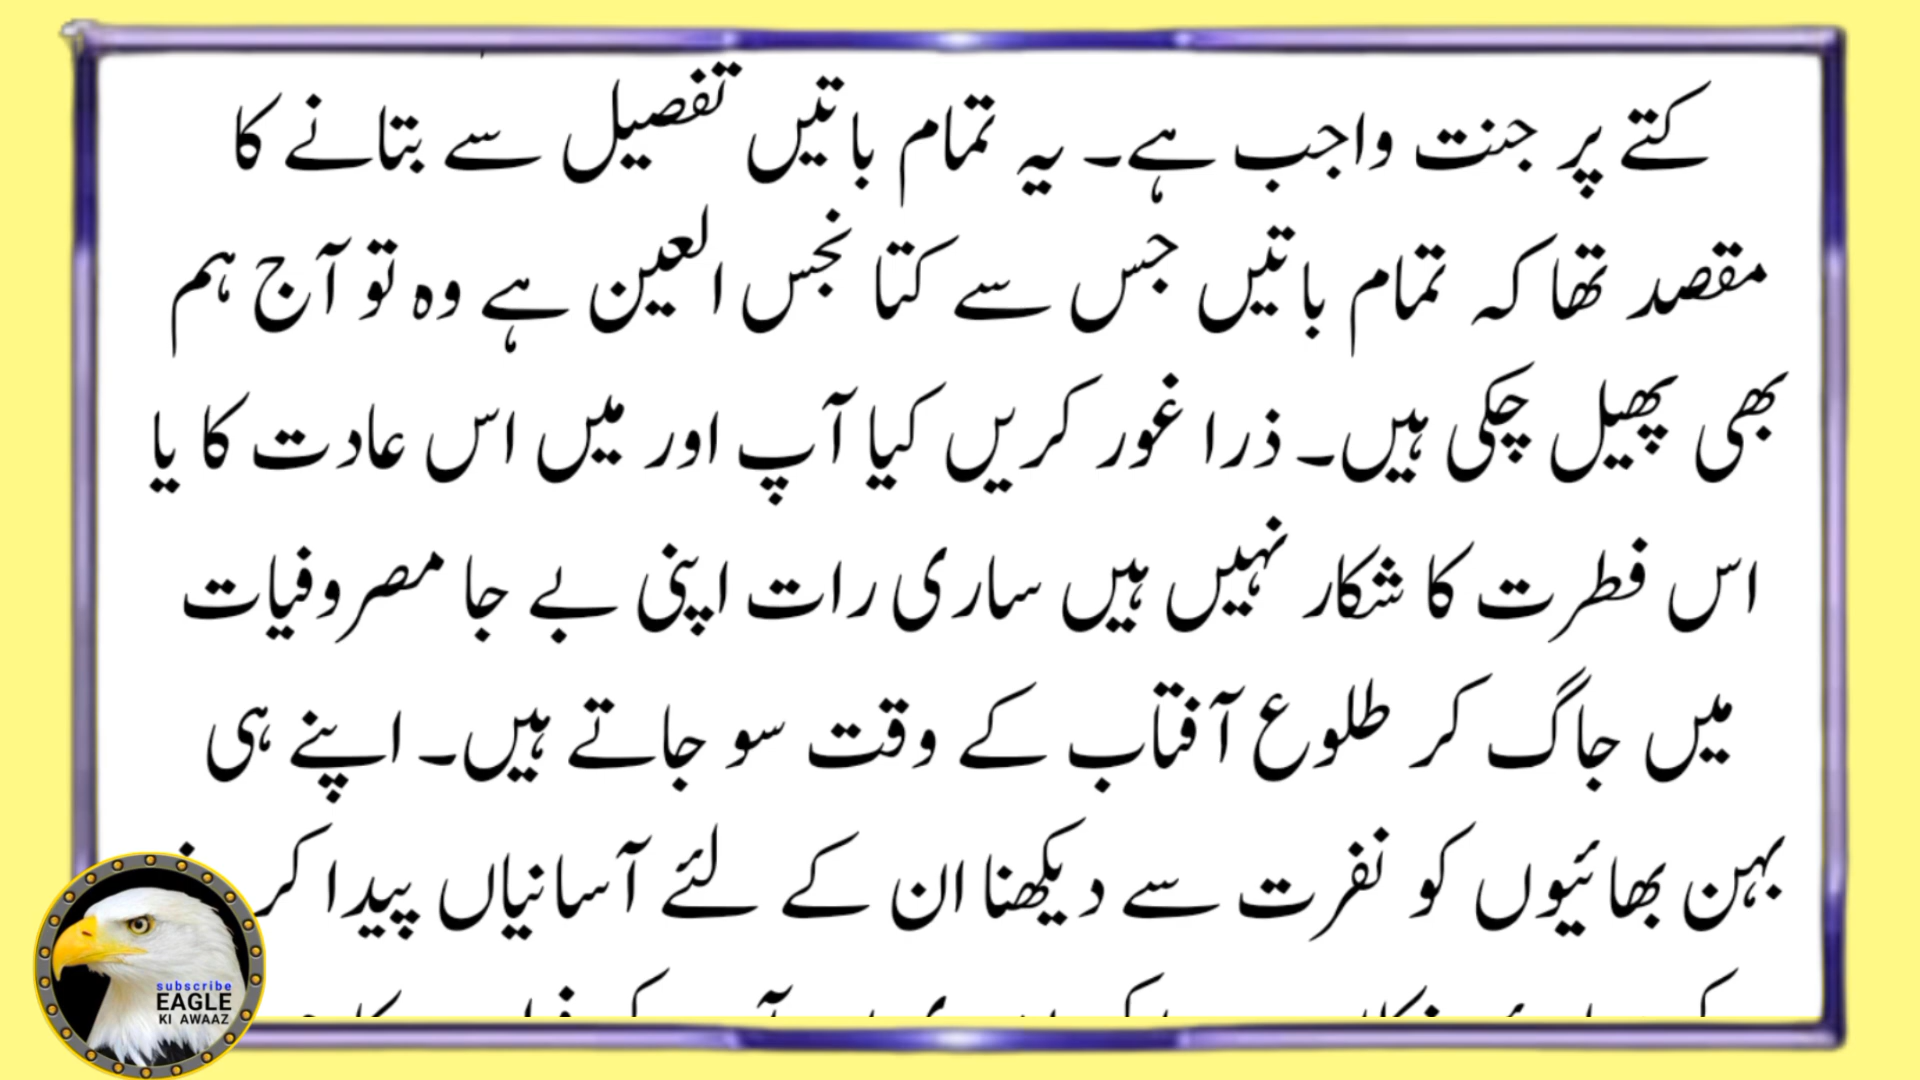 کتے پر جنت واجب ہے۔ یہ تمام باتیں تفصیل سے بتانے کا
مقصد تھا کہ تمام باتیں جس سے کتا نجس العین ہے وہ تو آج ہم
بھی پھیل چکی ہیں۔ ذرا غور کریں کیا آپ اور میں اس عادت کا یا
اس فطرت کا شکار نہیں ہیں ساری رات اپنی بے جا مصروفیات
میں جاگ کر طلوع آفتاب کے وقت سو جاتے ہیں۔ اپنے ہی
بہن بھائیوں کو نفرت سے دیکھنا ان کے لئے آسانیاں پیدا کر
subscribe
EAGLE
KI AWAAZ